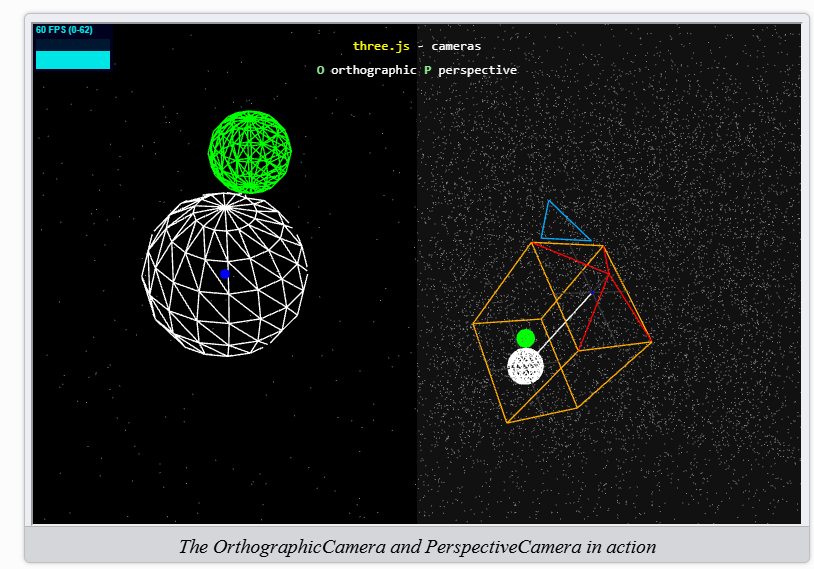 60 FPS (0-62)
three.js - cameras
O orthographic P perspective
The OrthographicCamera and PerspectiveCamera in action